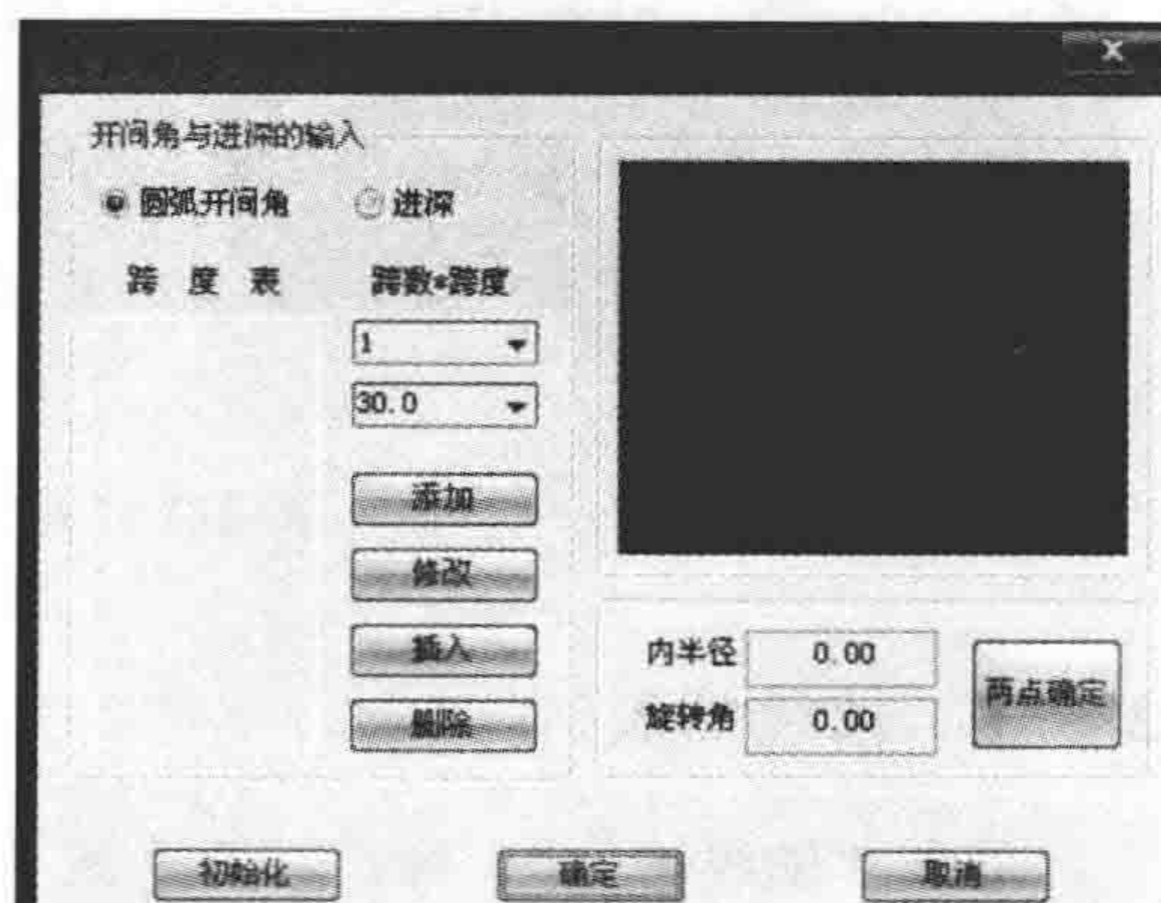 开间角与进深的输入
圆弧开间角 进深
跨 度 表 跨数*跨度
1
30.0
添加
修改
插入
删除
内半径 0.00
旋转角 0.00
两点确定
初始化 确定 取消